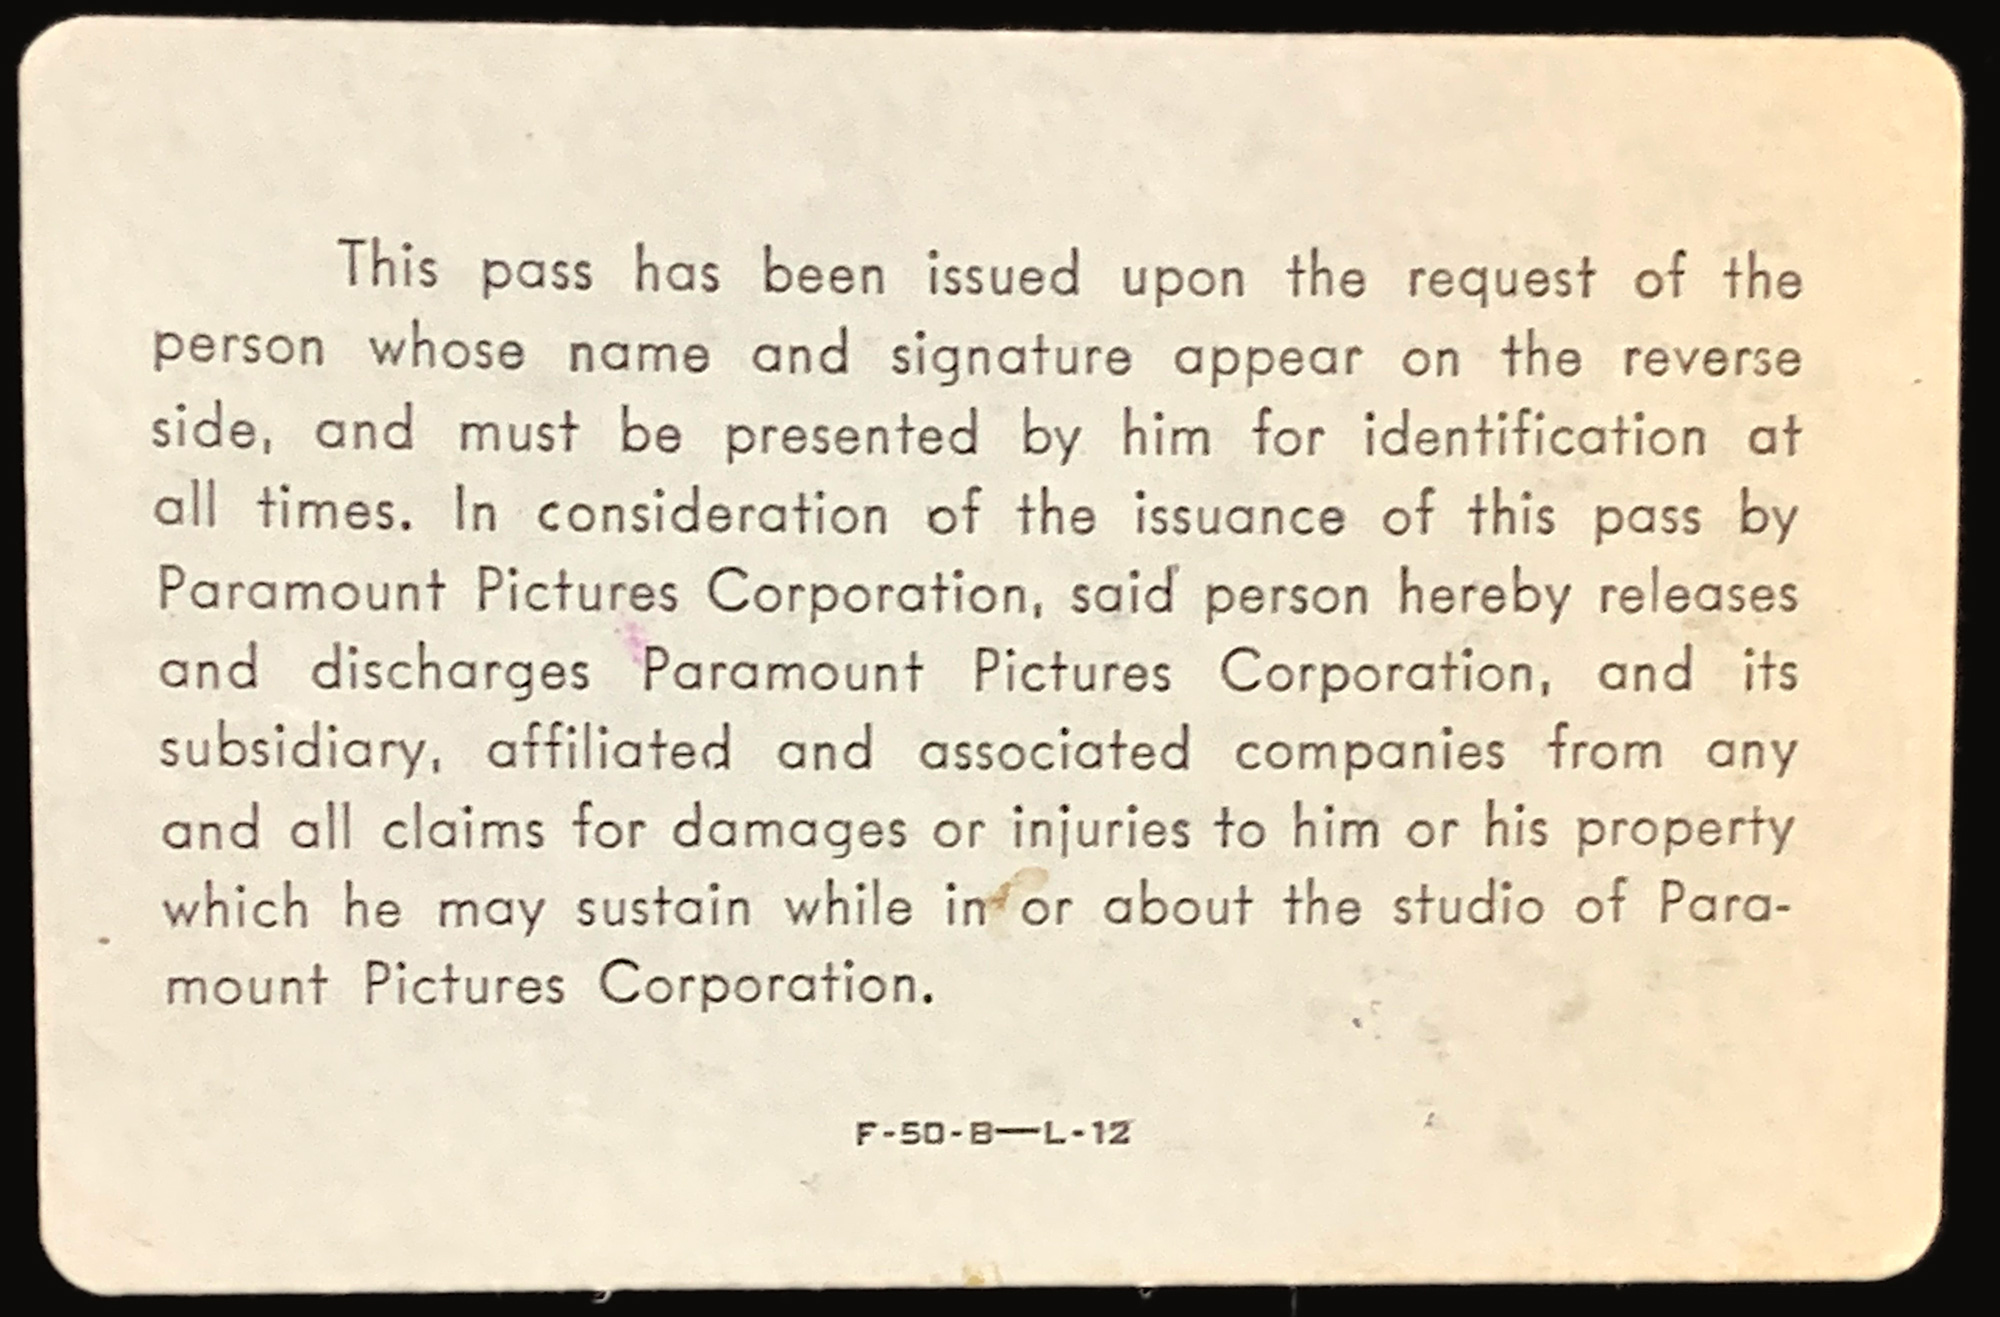 This pass has been issued upon the request of the
person whose name and signature appear on the reverse
side, and must be presented by him for identification at
all times. In consideration of the issuance of this pass by
Paramount Pictures Corporation, said person hereby releases
and discharges Paramount Pictures Corporation, and its
subsidiary, affiliated and associated companies from any
and all claims for damages or injuries to him or his property
which he may sustain while in or about the studio of Para-
mount Pictures Corporation.
F-50-B—L-12